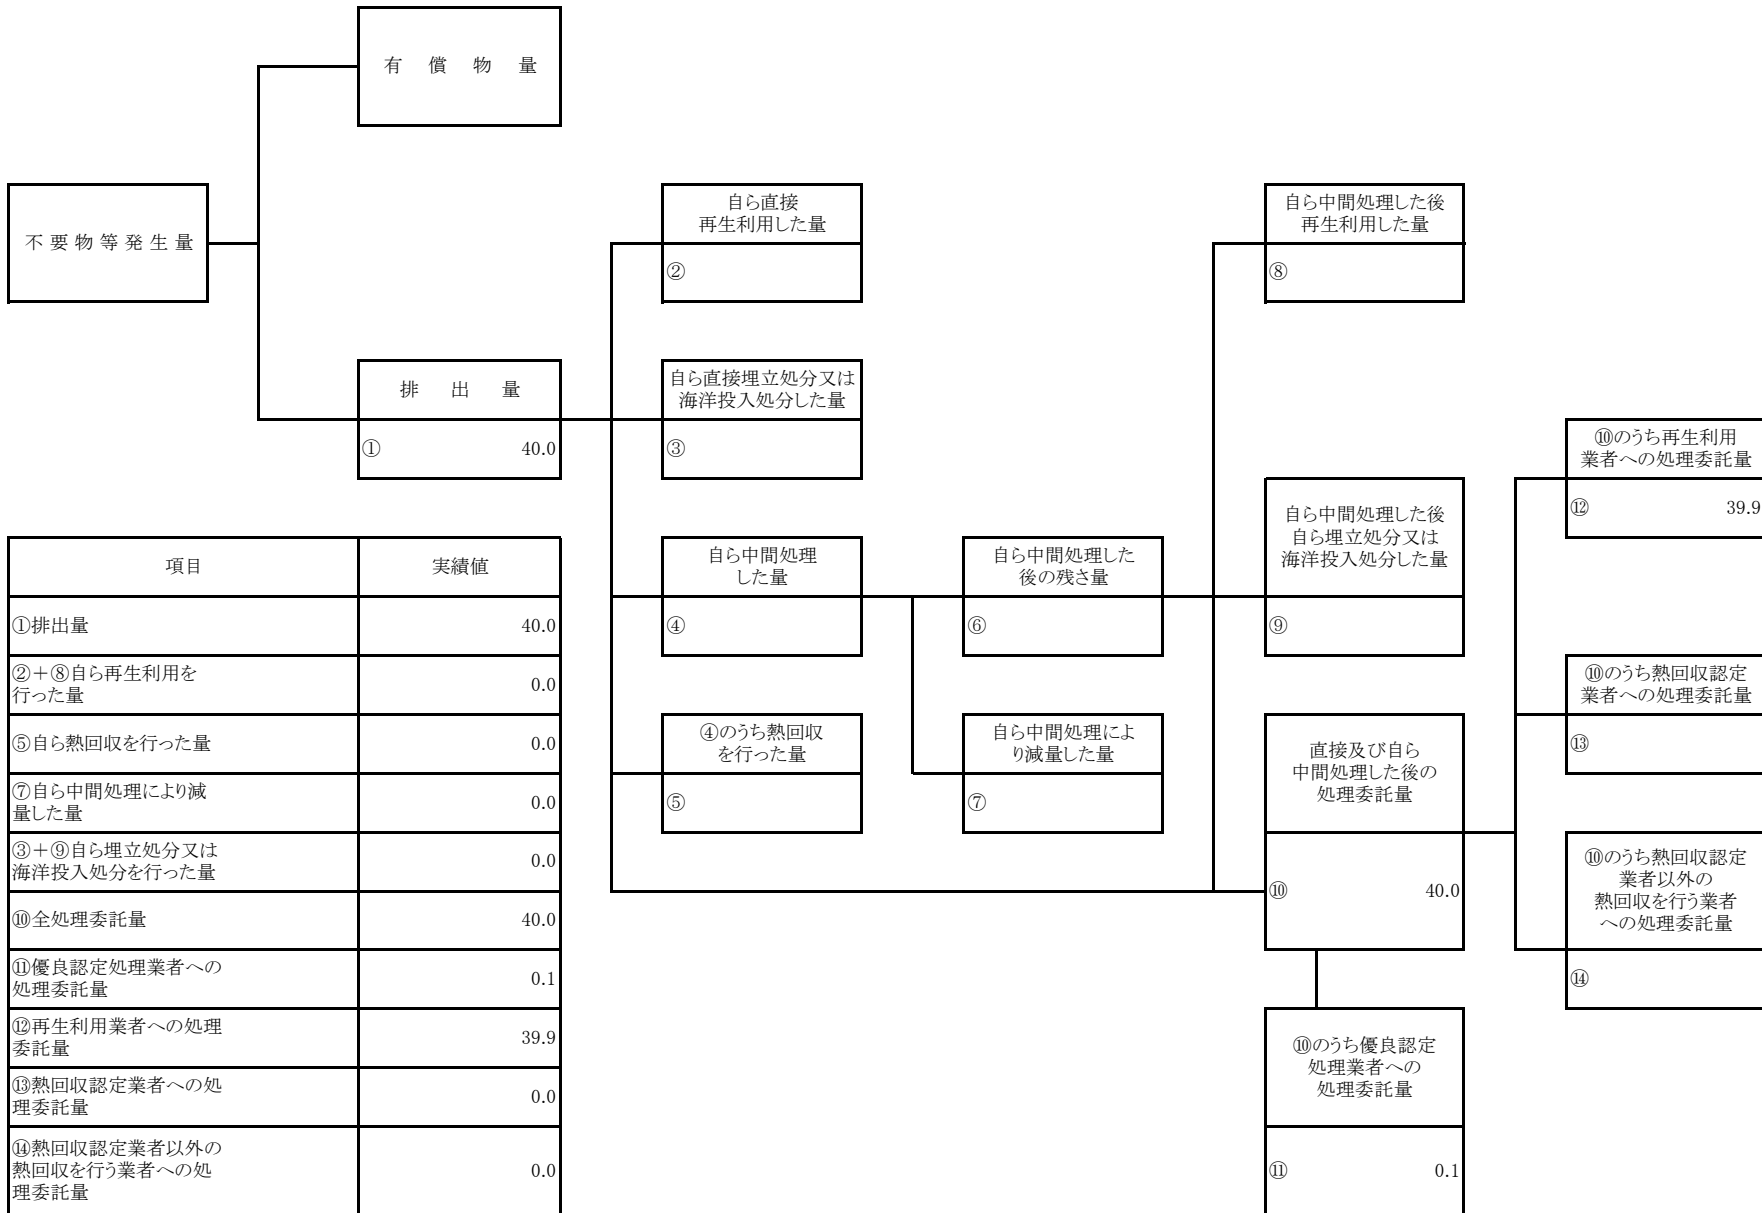 有償物量
不要物等発生量
自ら直接
再生利用した量
②
自ら中間処理した後
再生利用した量
⑧
排出量
① 40.0
自ら直接埋立処分又は
海洋投入処分した量
③
⑩のうち再生利用
業者への処理委託量
⑫ 39.9
自ら中間処理
した量
④
自ら中間処理した
後の残さ量
⑥
自ら中間処理した後
自ら埋立処分又は
海洋投入処分した量
⑨
⑩のうち熱回収認定
業者への処理委託量
⑬
④のうち熱回収
を行った量
⑤
自ら中間処理によ
り減量した量
⑦
直接及び自ら
中間処理した後の
処理委託量
⑩ 40.0
⑩のうち熱回収認定
業者以外の
熱回収を行う業者
への処理委託量
⑭
⑩のうち優良認定
処理業者への
処理委託量
⑪ 0.1
項目 実績値
①排出量 40.0
②＋⑧自ら再生利用を
行った量 0.0
⑤自ら熱回収を行った量 0.0
⑦自ら中間処理により減
量した量 0.0
③＋⑨自ら埋立処分又は
海洋投入処分を行った量 0.0
⑩全処理委託量 40.0
⑪優良認定処理業者への
処理委託量 0.1
⑫再生利用業者への処理
委託量 39.9
⑬熱回収認定業者への処
理委託量 0.0
⑭熱回収認定業者以外の
熱回収を行う業者への処
理委託量 0.0